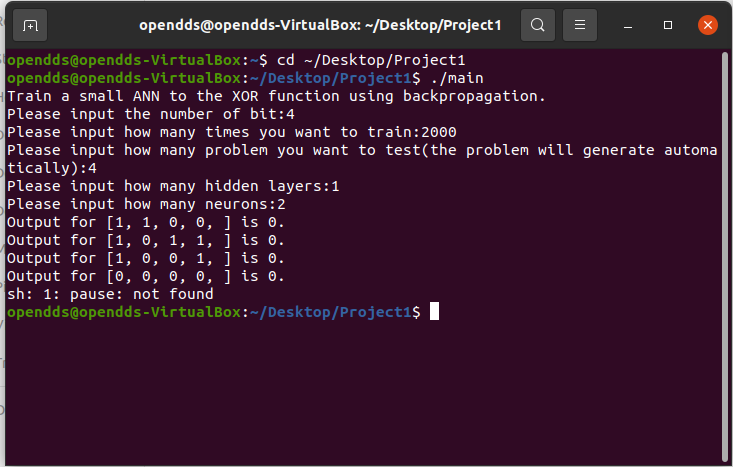 opendds@opendds-VirtualBox: ~/Desktop/Project1
opendds@opendds-VirtualBox:~$ cd ~/Desktop/Project1
opendds@opendds-VirtualBox:~/Desktop/Project1$ ./main
Train a small ANN to the XOR function using backpropagation.
Please input the number of bit:4
Please input how many times you want to train:2000
Please input how many problem you want to test(the problem will generate automa
tically):4
Please input how many hidden layers:1
Please input how many neurons:2
Output for [1, 1, 0, 0, ] is 0.
Output for [1, 0, 1, 1, ] is 0.
Output for [1, 0, 0, 1, ] is 0.
Output for [0, 0, 0, 0, ] is 0.
sh: 1: pause: not found
opendds@opendds-VirtualBox:~/Desktop/Project1$